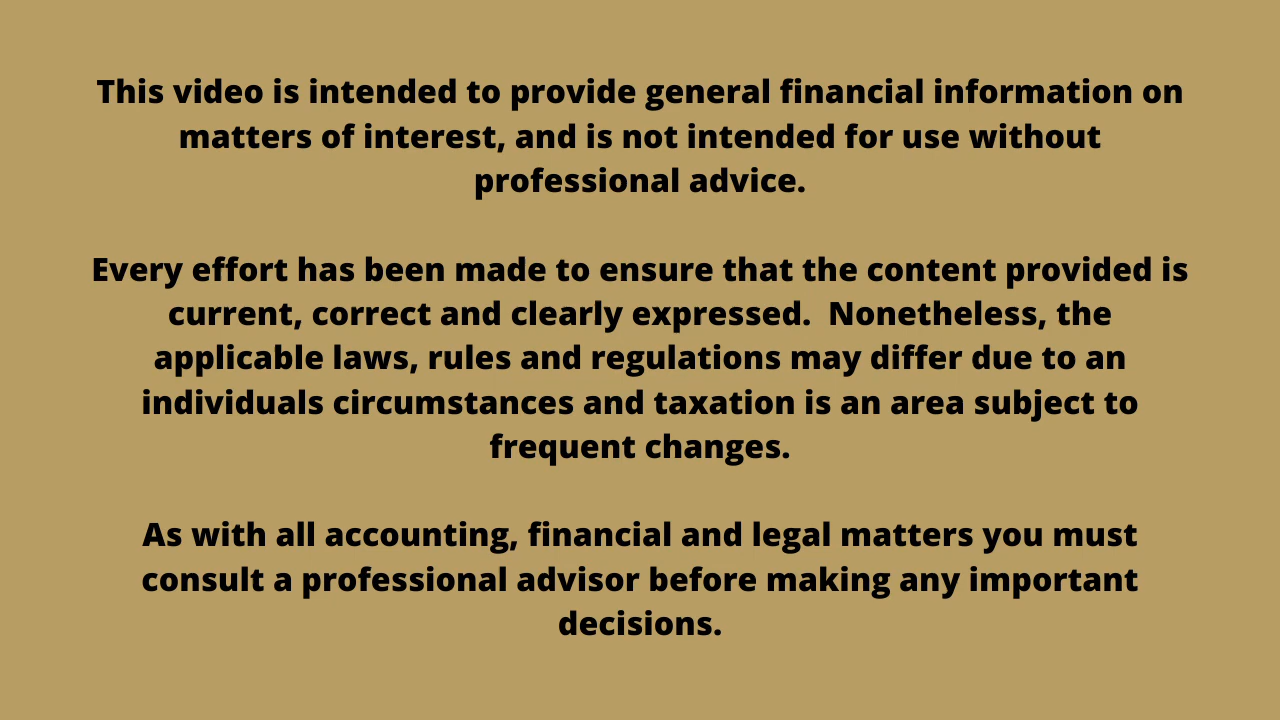 This video is intended to provide general financial information on
matters of interest, and is not intended for use without
professional advice.
Every effort has been made to ensure that the content provided is
current, correct and clearly expressed.  Nonetheless, the
applicable laws, rules and regulations may differ due to an
individuals circumstances and taxation is an area subject to
frequent changes.
As with all accounting, financial and legal matters you must
consult a professional advisor before making any important
decisions.